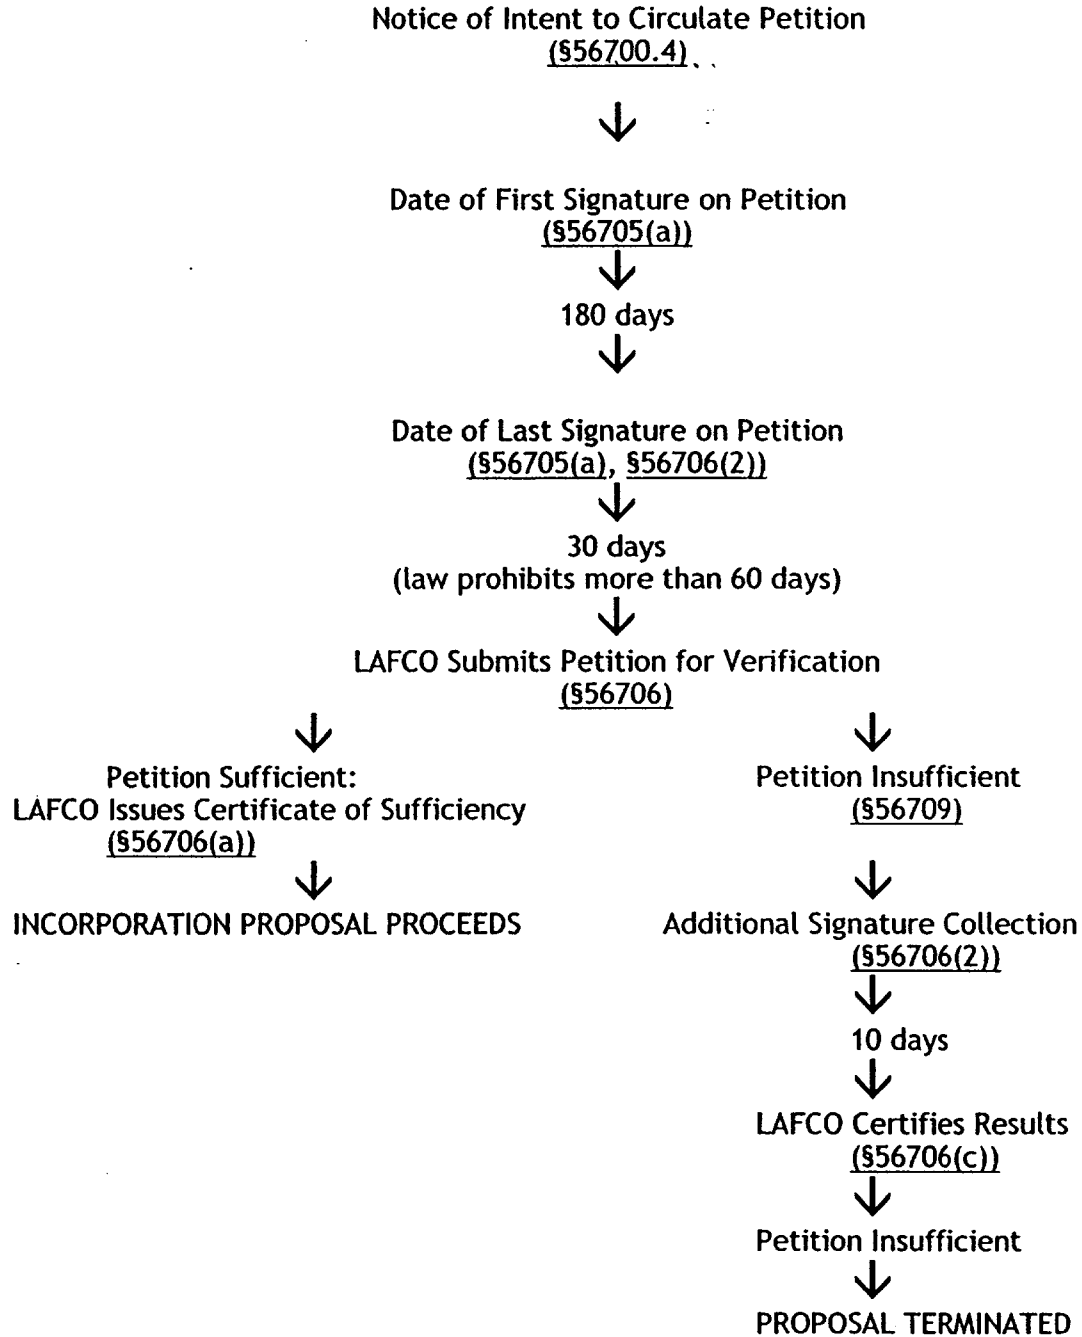 Notice of Intent to Circulate Petition
(§56700.4)
Date of First Signature on Petition
(§56705(a))
180 days
Date of Last Signature on Petition
(§56705(a), §56706(2))
30 days
(law prohibits more than 60 days)
LAFCO Submits Petition for Verification
(§56706)
Petition Sufficient:
LAFCO Issues Certificate of Sufficiency
(§56706(a))
INCORPORATION PROPOSAL PROCEEDS
Petition Insufficient
(§56709)
Additional Signature Collection
(§56706(2))
10 days
LAFCO Certifies Results
(§56706(c))
Petition Insufficient
PROPOSAL TERMINATED